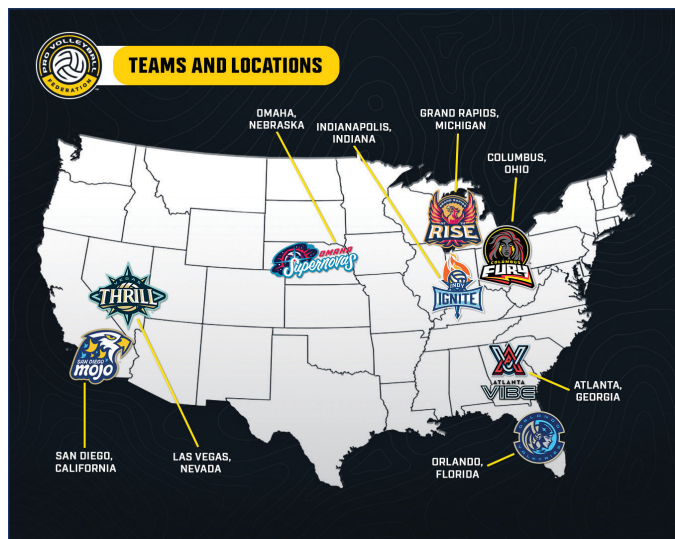 PRO VOLLEYBALL
FEDERATION
TEAMS AND LOCATIONS
OMAHA,
NEBRASKA
INDIANAPOLIS,
INDIANA
GRAND RAPIDS,
MICHIGAN
COLUMBUS,
OHIO
RISE
OMAHA
Supernovas
COLUMBUS
FURY
THRILL
INDY
IGNITE
SAN DIEGO
mojo
ATLANTA
VIBE
ATLANTA,
GEORGIA
SAN DIEGO,
CALIFORNIA
LAS VEGAS,
NEVADA
ORLANDO,
FLORIDA
ORLANDO